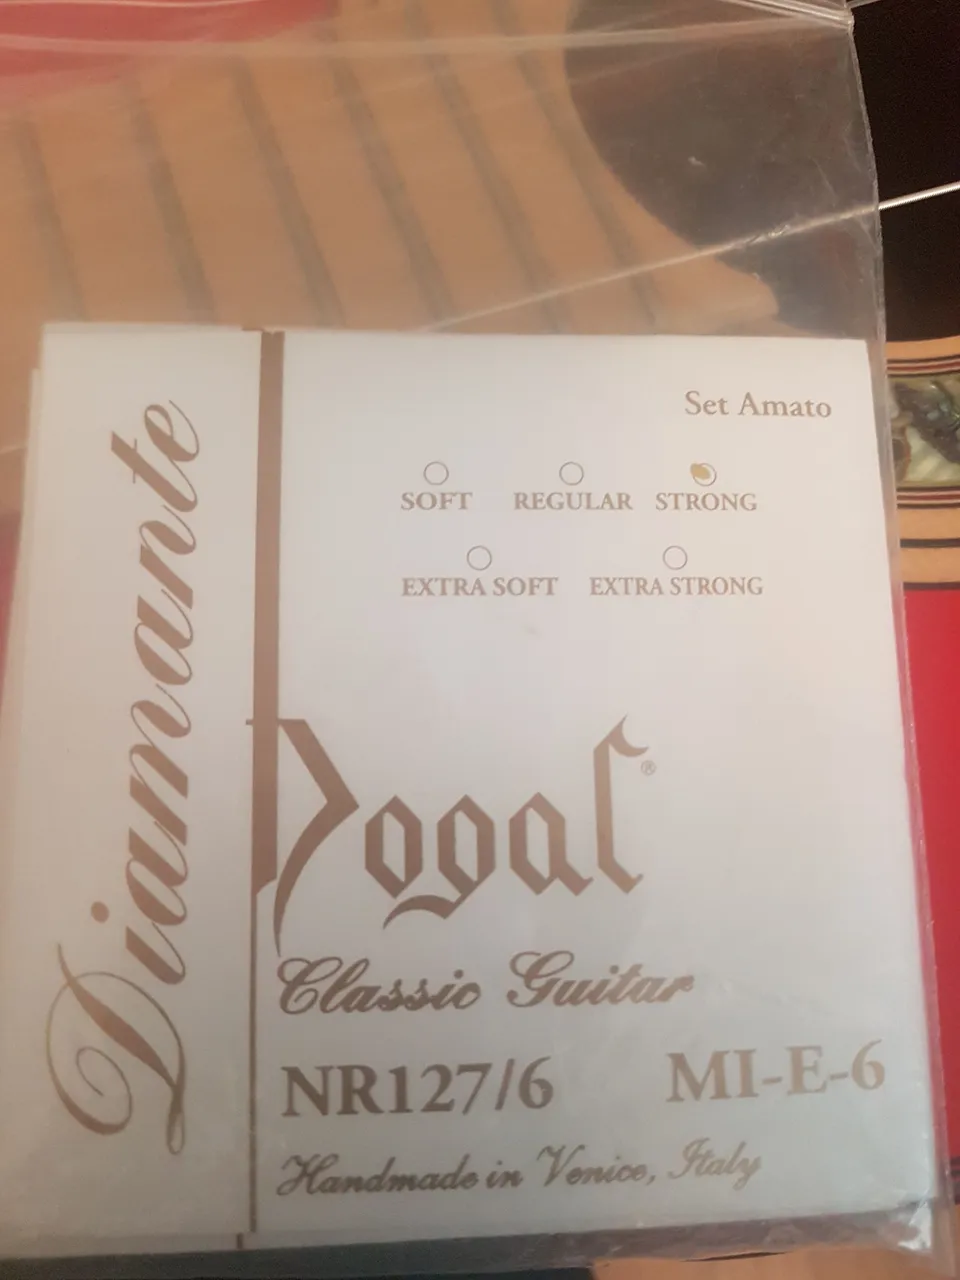 Diamante
Set Amato
SOFT REGULAR STRONG
EXTRA SOFT EXTRA STRONG
Dogal®
Classic Guitar
NR127/6 MI-E-6
Handmade in Venice, Italy